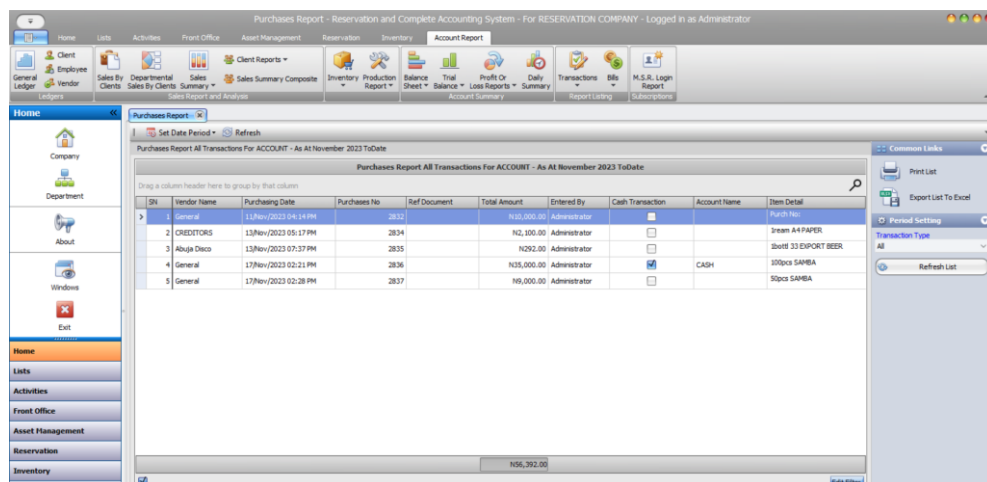 Purchases Report - Reservation and Complete Accounting System - For RESERVATION COMPANY - Logged in as Administrator
Home Lists Activities Front Office Asset Management Reservation Inventory Account Report
General Ledger Client Employee Vendor
Ledgers
Sales By Clients Departmental Sales By Clients Sales Summary Client Reports Sales Summary Composite
Sales Report and Analysis
Inventory Production Report
Balance Sheet Trial Balance Profit Or Loss Reports Daily Summary
Account Summary
Transactions Bills
Report Listing
M.S.R. Login Report
Subscriptions
Home «
Company
Department
About
Windows
Exit
Home
Lists
Activities
Front Office
Asset Management
Reservation
Inventory
Purchases Report
Set Date Period Refresh
Purchases Report All Transactions For ACCOUNT - As At November 2023 ToDate
Purchases Report All Transactions For ACCOUNT - As At November 2023 ToDate
Drag a column header here to group by that column
SN Vendor Name Purchasing Date Purchases No Ref Document Total Amount Entered By Cash Transaction Account Name Item Detail
1 General 11/Nov/2023 04:14 PM 2832 N10,000.00 Administrator Purch No:
2 CREDITORS 13/Nov/2023 05:17 PM 2834 N2,100.00 Administrator 1ream A4 PAPER
3 Abuja Disco 13/Nov/2023 07:37 PM 2835 N292.00 Administrator 1bottl 33 EXPORT BEER
4 General 17/Nov/2023 02:21 PM 2836 N35,000.00 Administrator CASH 100pcs SAMBA
5 General 17/Nov/2023 02:28 PM 2837 N9,000.00 Administrator 50pcs SAMBA
N56,392.00
Edit Filter
Common Links
Print List
Export List To Excel
Period Setting
Transaction Type
All
Refresh List